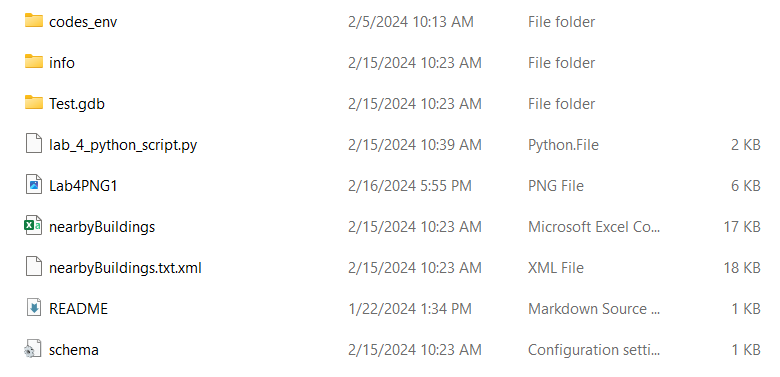 codes_env 2/5/2024 10:13 AM File folder
info 2/15/2024 10:23 AM File folder
Test.gdb 2/15/2024 10:23 AM File folder
lab_4_python_script.py 2/15/2024 10:39 AM Python.File 2 KB
Lab4PNG1 2/16/2024 5:55 PM PNG File 6 KB
nearbyBuildings 2/15/2024 10:23 AM Microsoft Excel Co... 17 KB
nearbyBuildings.txt.xml 2/15/2024 10:23 AM XML File 18 KB
README 1/22/2024 1:34 PM Markdown Source ... 1 KB
schema 2/15/2024 10:23 AM Configuration setti... 1 KB